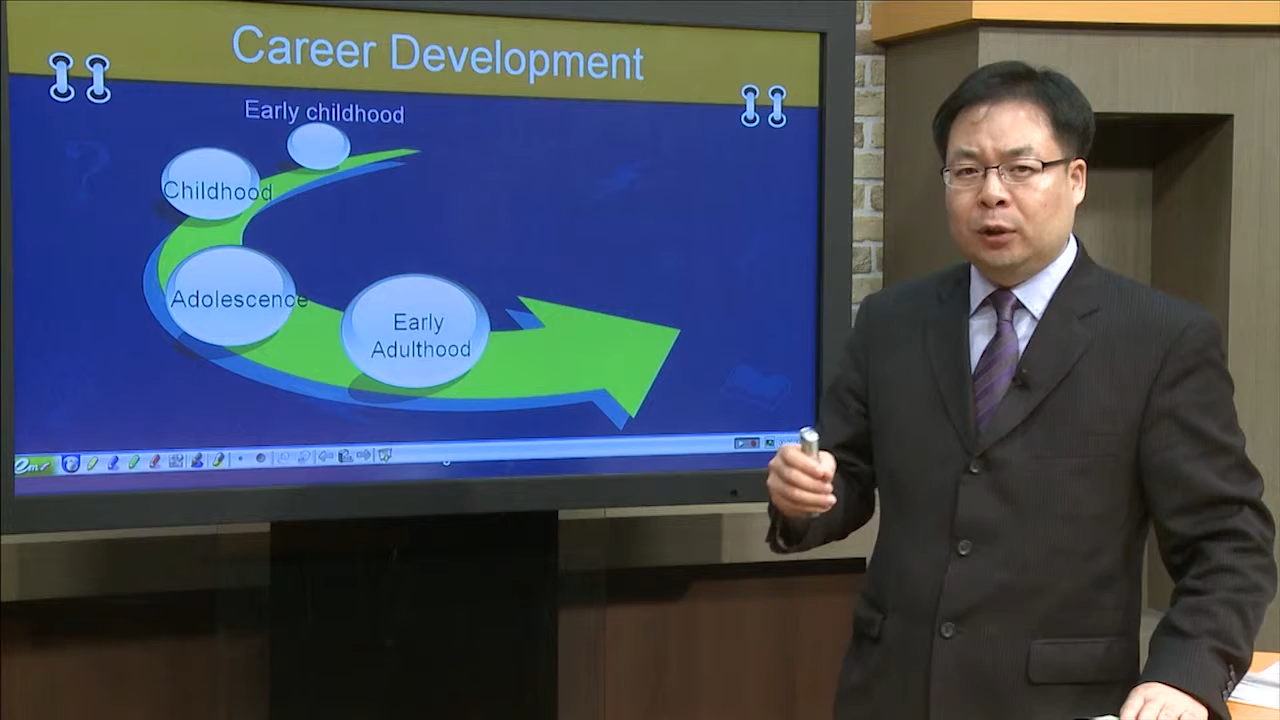 Career Development
Early childhood
Childhood
Adolescence
Early
Adulthood